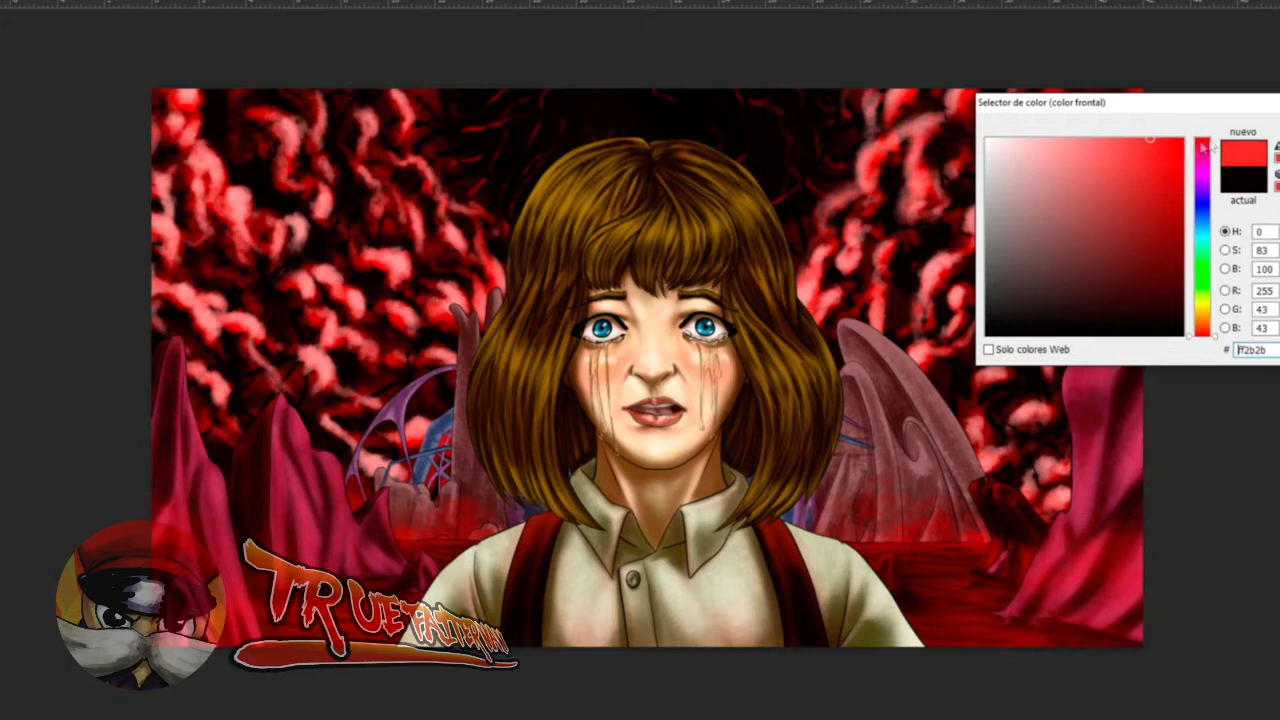 Selector de color (color frontal)
nuevo
actual
H: 0
S: 83
B: 100
R: 255
G: 43
B: 43
Solo colores Web
# ff2b2b
TRUE